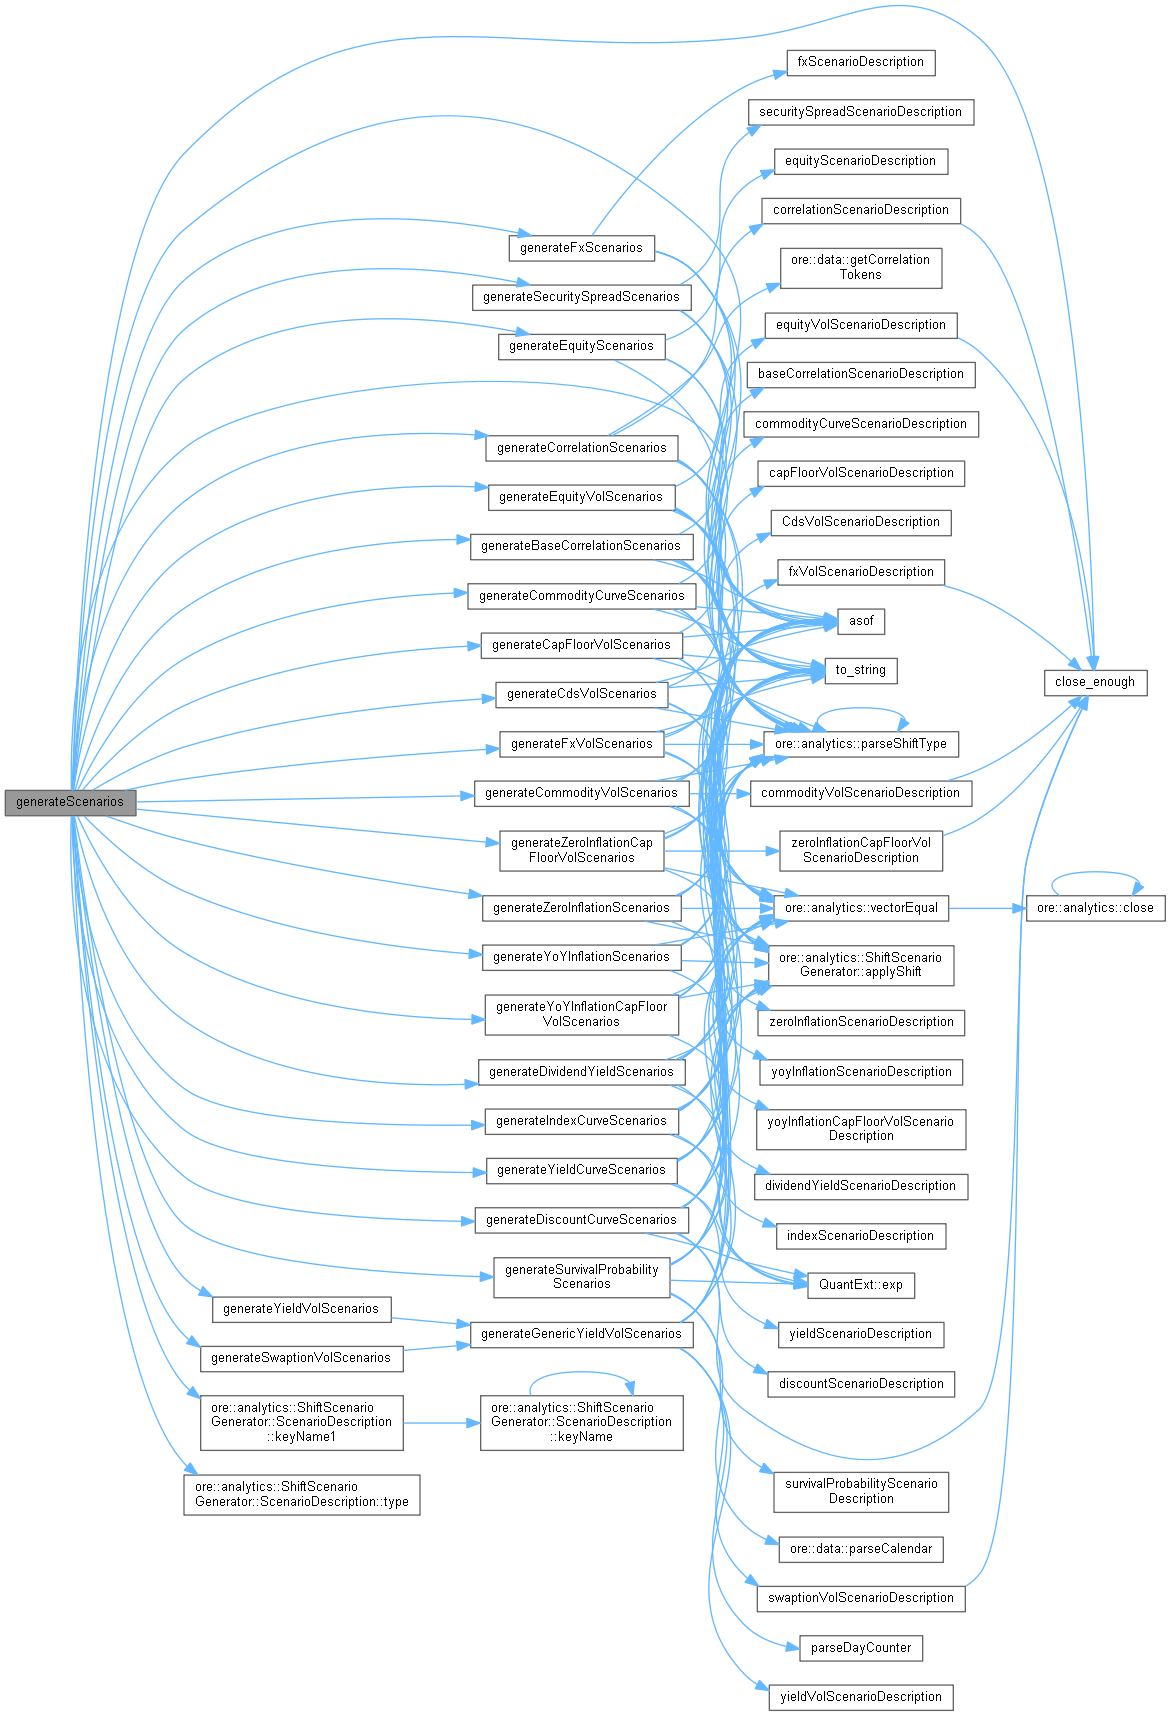 generateScenarios
generateFxScenarios
generateSecuritySpreadScenarios
generateEquityScenarios
generateCorrelationScenarios
generateEquityVolScenarios
generateBaseCorrelationScenarios
generateCommodityCurveScenarios
generateCapFloorVolScenarios
generateCdsVolScenarios
generateFxVolScenarios
generateCommodityVolScenarios
generateZeroInflationCap
FloorVolScenarios
generateZeroInflationScenarios
generateYoYInflationScenarios
generateYoYInflationCapFloor
VolScenarios
generateDividendYieldScenarios
generateIndexCurveScenarios
generateYieldCurveScenarios
generateDiscountCurveScenarios
generateSurvivalProbability
Scenarios
generateYieldVolScenarios
generateGenericYieldVolScenarios
generateSwaptionVolScenarios
ore::analytics::ShiftScenario
Generator::ScenarioDescription
::keyName1
ore::analytics::ShiftScenario
Generator::ScenarioDescription
::keyName
ore::analytics::ShiftScenario
Generator::ScenarioDescription::type
fxScenarioDescription
securitySpreadScenarioDescription
equityScenarioDescription
correlationScenarioDescription
ore::data::getCorrelation
Tokens
equityVolScenarioDescription
baseCorrelationScenarioDescription
commodityCurveScenarioDescription
capFloorVolScenarioDescription
CdsVolScenarioDescription
fxVolScenarioDescription
asof
to_string
ore::analytics::parseShiftType
commodityVolScenarioDescription
zeroInflationCapFloorVol
ScenarioDescription
ore::analytics::vectorEqual
ore::analytics::ShiftScenario
Generator::applyShift
zeroInflationScenarioDescription
yoyInflationScenarioDescription
yoyInflationCapFloorVolScenario
Description
dividendYieldScenarioDescription
indexScenarioDescription
QuantExt::exp
yieldScenarioDescription
discountScenarioDescription
survivalProbabilityScenario
Description
ore::data::parseCalendar
swaptionVolScenarioDescription
parseDayCounter
yieldVolScenarioDescription
close_enough
ore::analytics::close